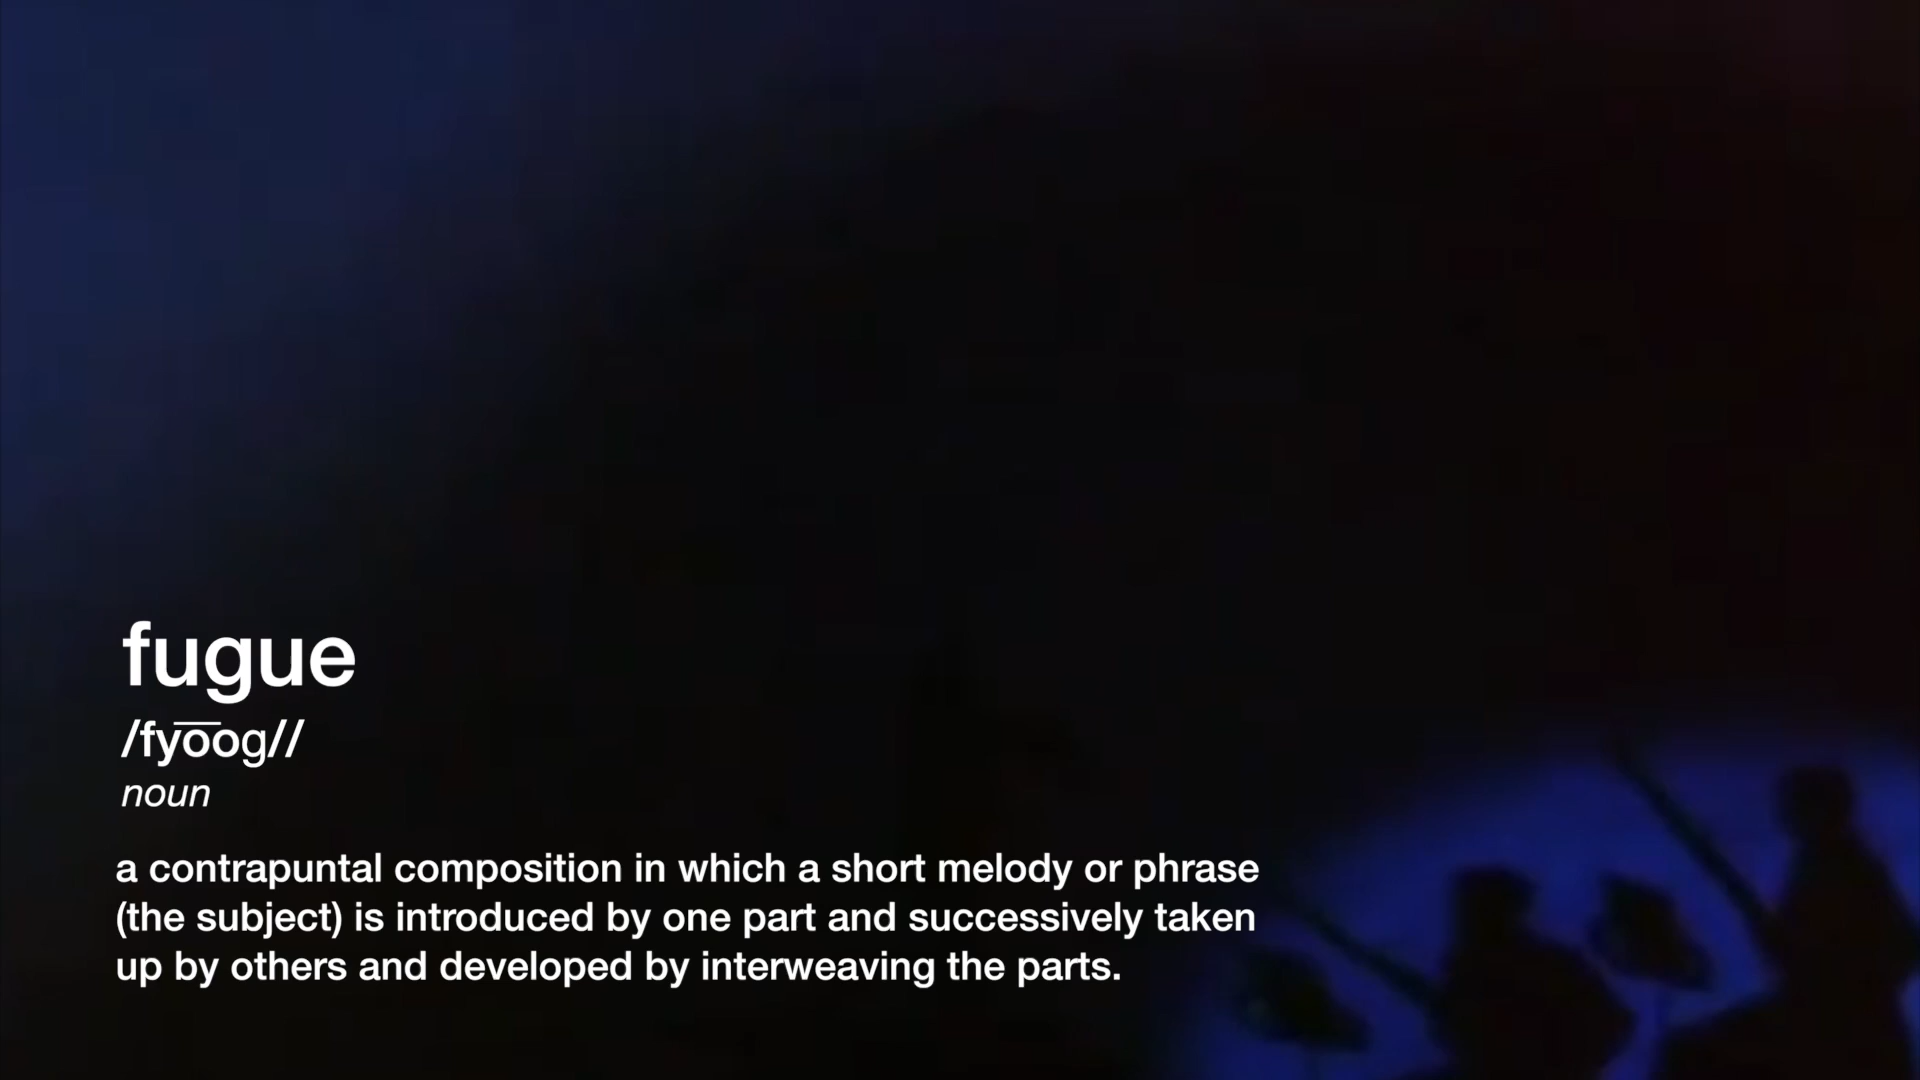 fugue
/fyo͞og//
noun
a contrapuntal composition in which a short melody or phrase
(the subject) is introduced by one part and successively taken
up by others and developed by interweaving the parts.